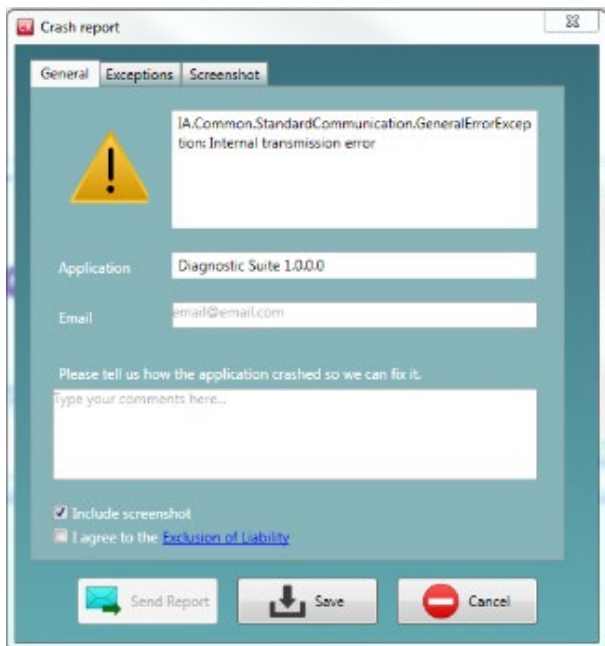 Crash report
General Exceptions Screenshot
IA.Common.StandardCommunication.GeneralErrorExcep
tion: Internal transmission error
Application
Diagnostic Suite 1.0.0.0
Email
email@email.com
Please tell us how the application crashed so we can fix it.
Type your comments here...
Include screenshot
I agree to the Exclusion of Liability
Send Report Save Cancel